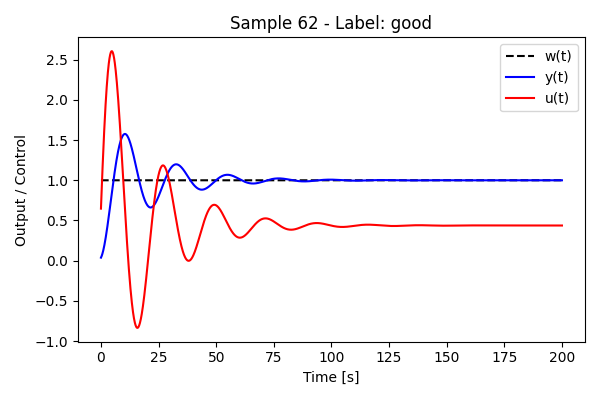 Sample 62 - Label: good
w(t)
y(t)
u(t)
Output / Control
2.5
2.0
1.5
1.0
0.5
0.0
−0.5
−1.0
0 25 50 75 100 125 150 175 200
Time [s]